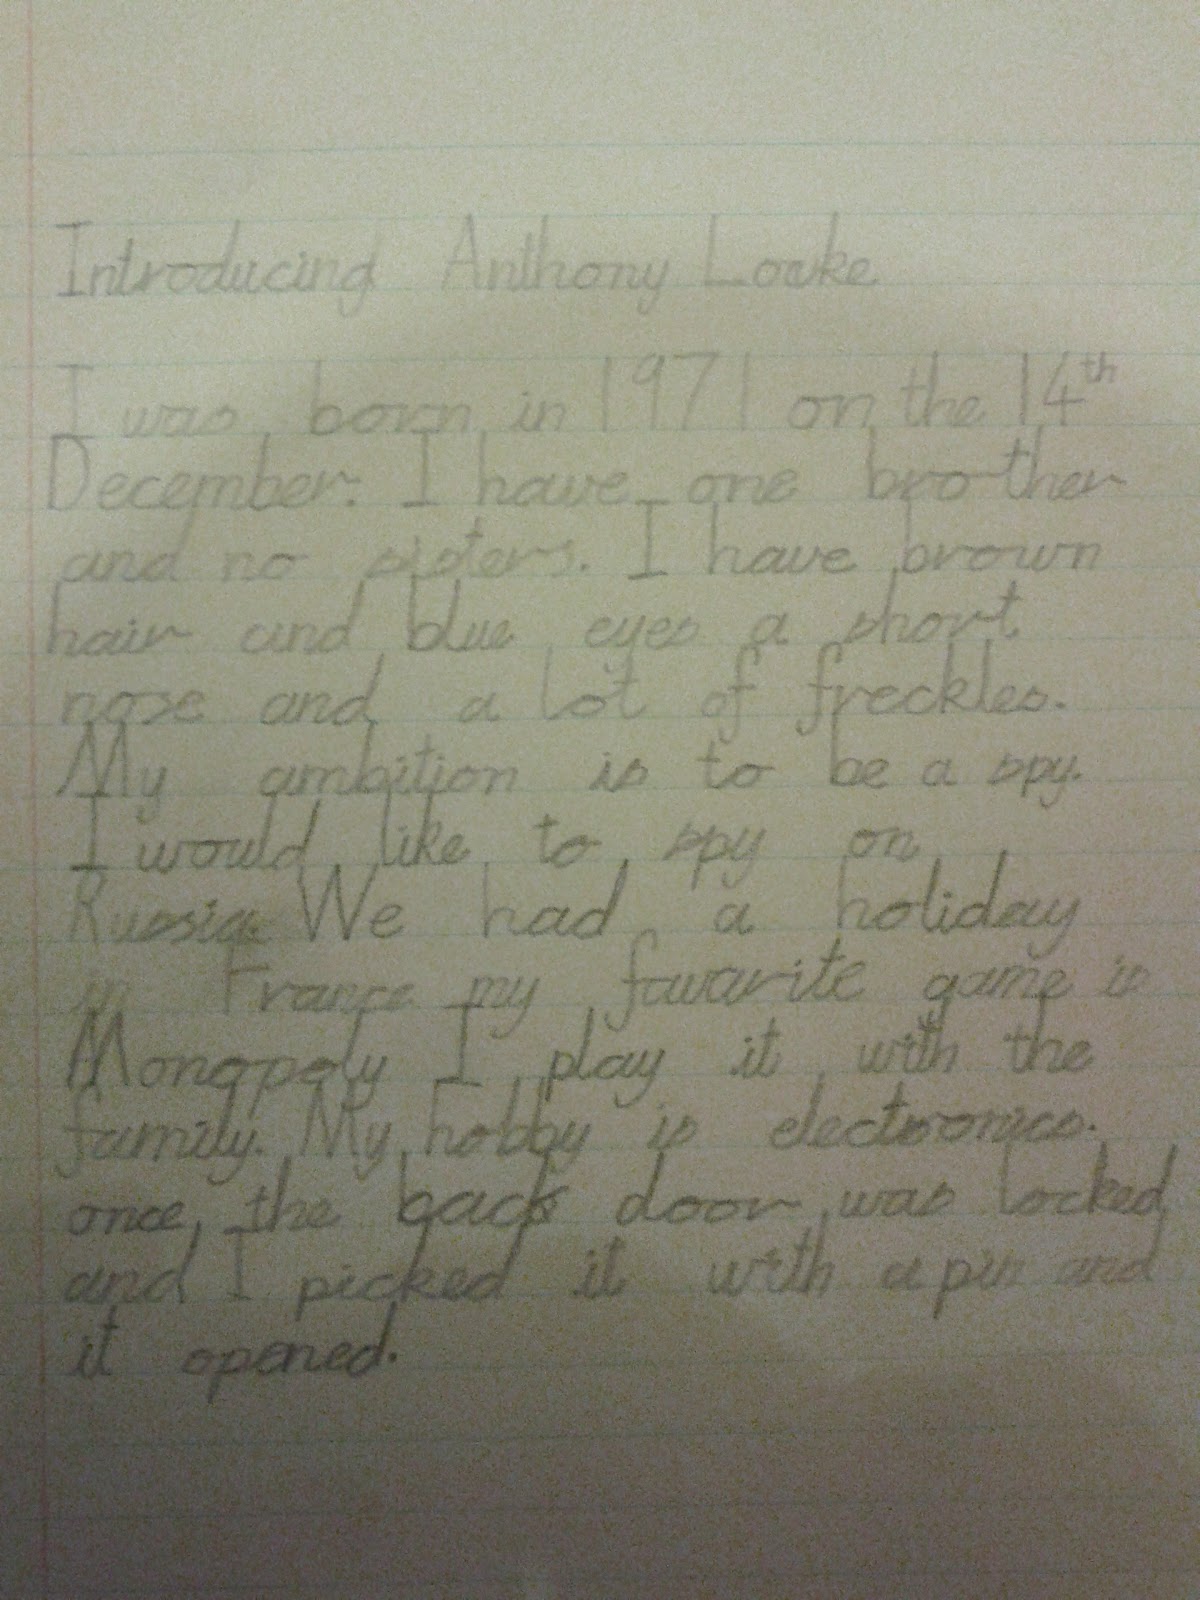 Introducing Anthony Locke
I was born in 1971 on the 14th
December. I have one brother
and no sisters. I have brown
hair and blue eyes a short
nose and a lot of freckles.
My ambition is to be a spy.
I would like to spy on
Russia. We had a holiday
in France my favarite game is
Monopoly I play it with the
family. My hobby is electronics.
once, the back door was locked
and I picked it with a pin and
it opened.